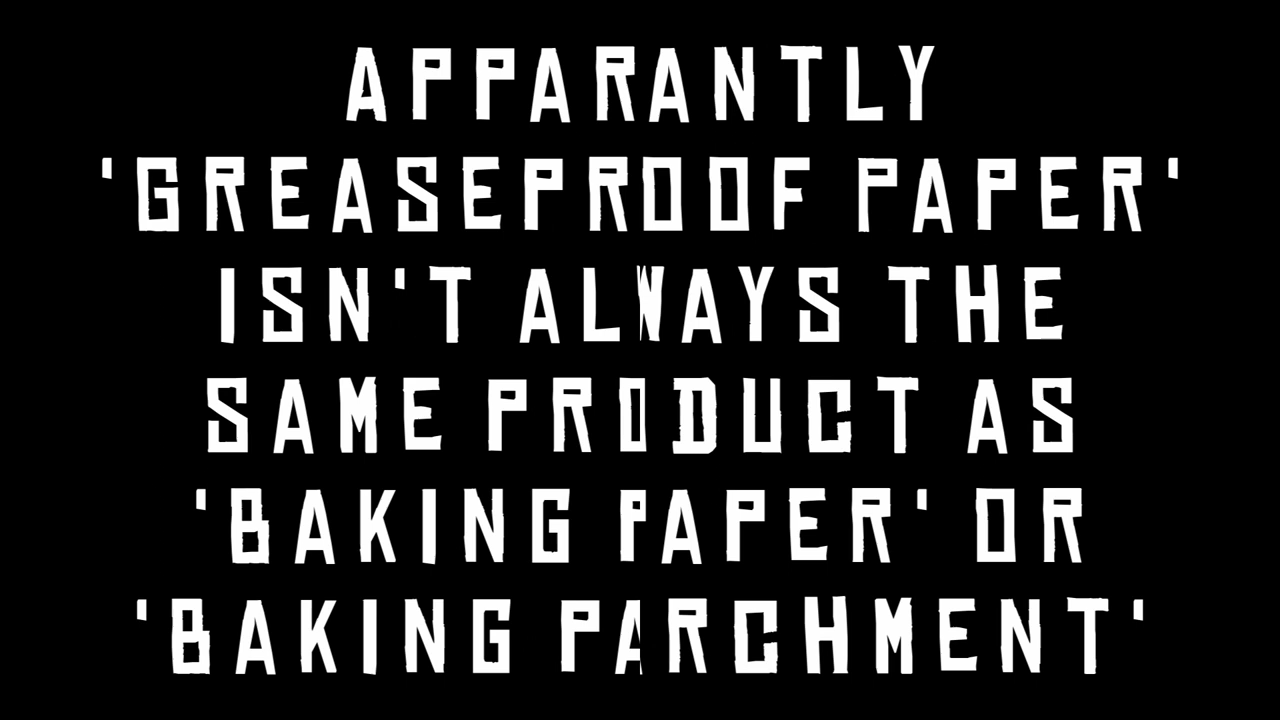 APPARANTLY
'GREASEPROOF PAPER'
ISN'T ALWAYS THE
SAME PRODUCT AS
'BAKING PAPER' OR
'BAKING PARCHMENT'